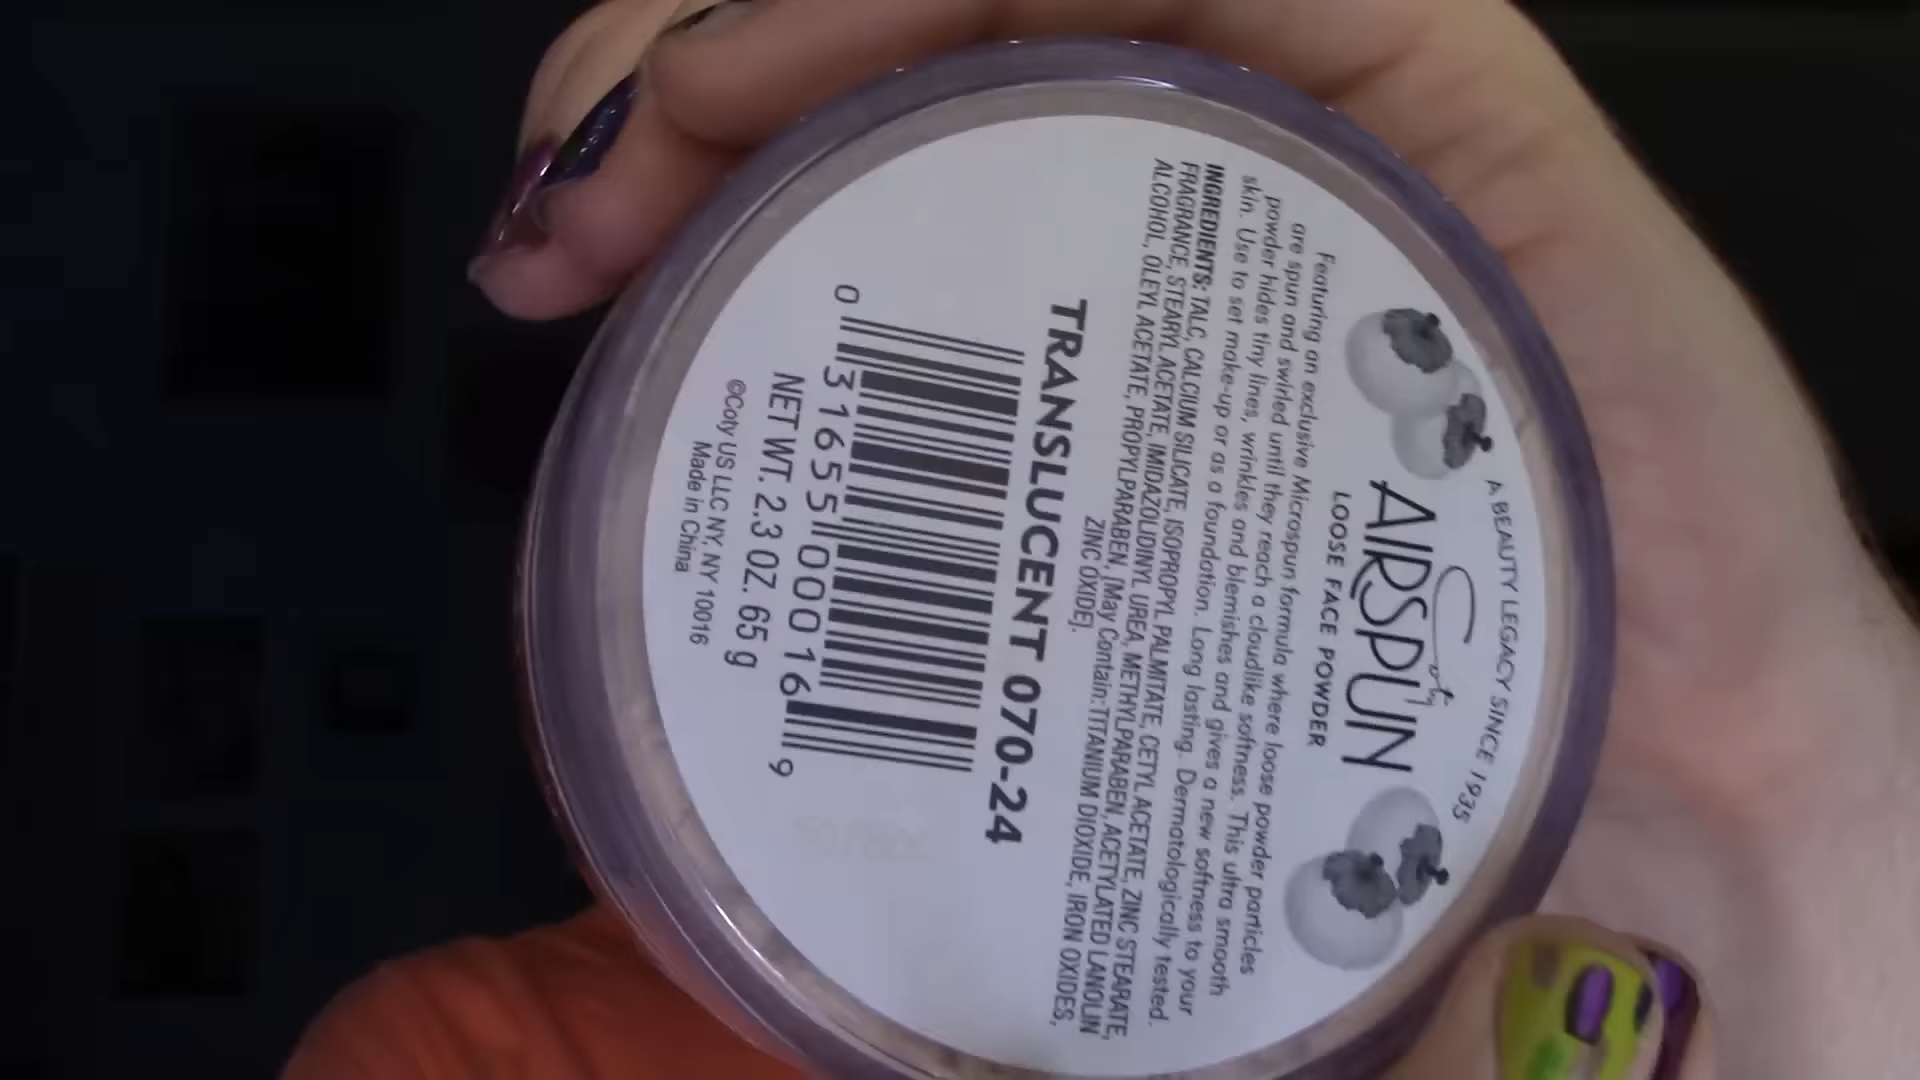 A BEAUTY LEGACY SINCE 1935
Coty
AIRSPUN
LOOSE FACE POWDER
Featuring an exclusive Microspun formula where loose powder particles
are spun and swirled until they reach a cloudlike softness. This ultra smooth
powder hides tiny lines, wrinkles and blemishes and gives a new softness to your
skin. Use to set make-up or as a foundation. Long lasting. Dermatologically tested.
INGREDIENTS: TALC, CALCIUM SILICATE, ISOPROPYL PALMITATE, CETYL ACETATE, ZINC STEARATE,
FRAGRANCE, STEARYL ACETATE, IMIDAZOLIDINYL UREA, METHYLPARABEN, ACETYLATED LANOLIN
ALCOHOL, OLEYL ACETATE, PROPYLPARABEN, [May Contain: TITANIUM DIOXIDE, IRON OXIDES,
ZINC OXIDE].
TRANSLUCENT 070-24
0 31655 00016 9
NET WT. 2.3 OZ. 65 g
©Coty US LLC NY, NY 10016
Made in China